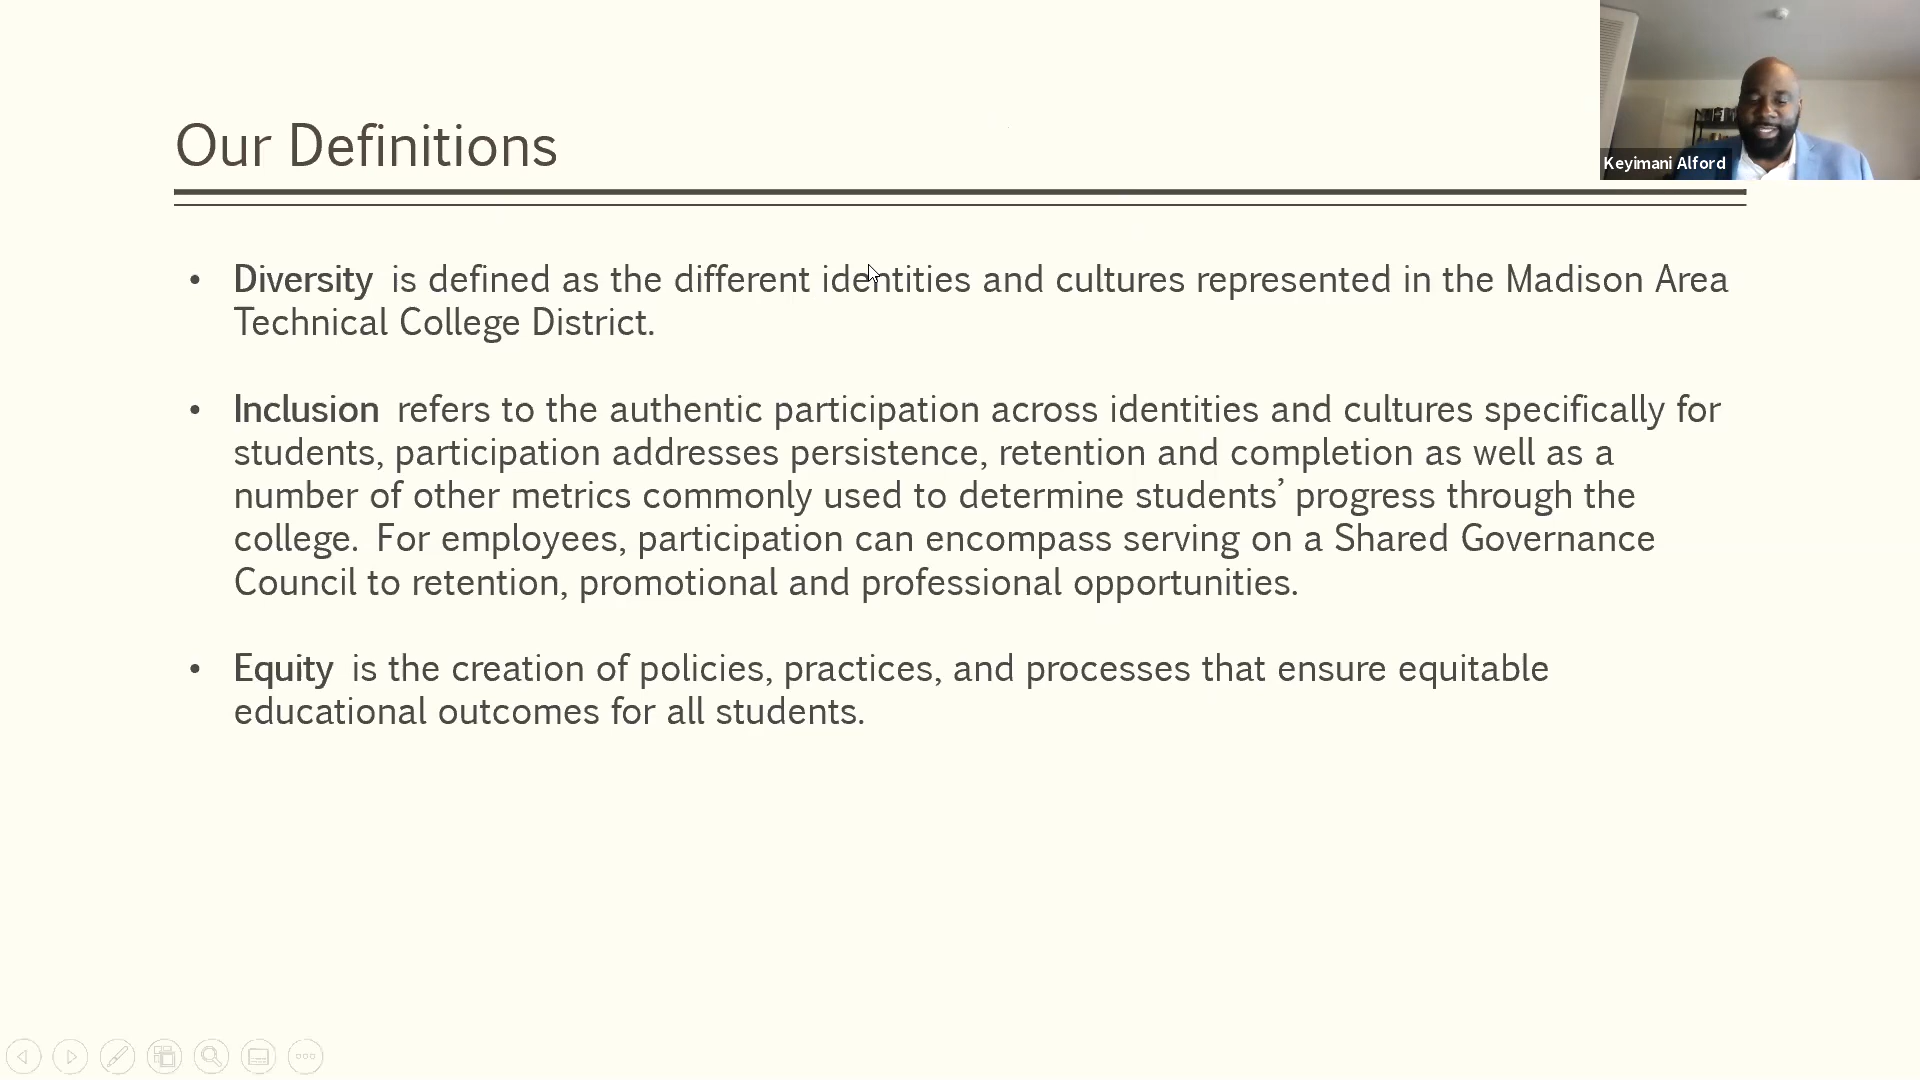 Our Definitions
Keyimani Alford
• Diversity is defined as the different identities and cultures represented in the Madison Area
Technical College District.
• Inclusion refers to the authentic participation across identities and cultures specifically for
students, participation addresses persistence, retention and completion as well as a
number of other metrics commonly used to determine students’ progress through the
college. For employees, participation can encompass serving on a Shared Governance
Council to retention, promotional and professional opportunities.
• Equity is the creation of policies, practices, and processes that ensure equitable
educational outcomes for all students.